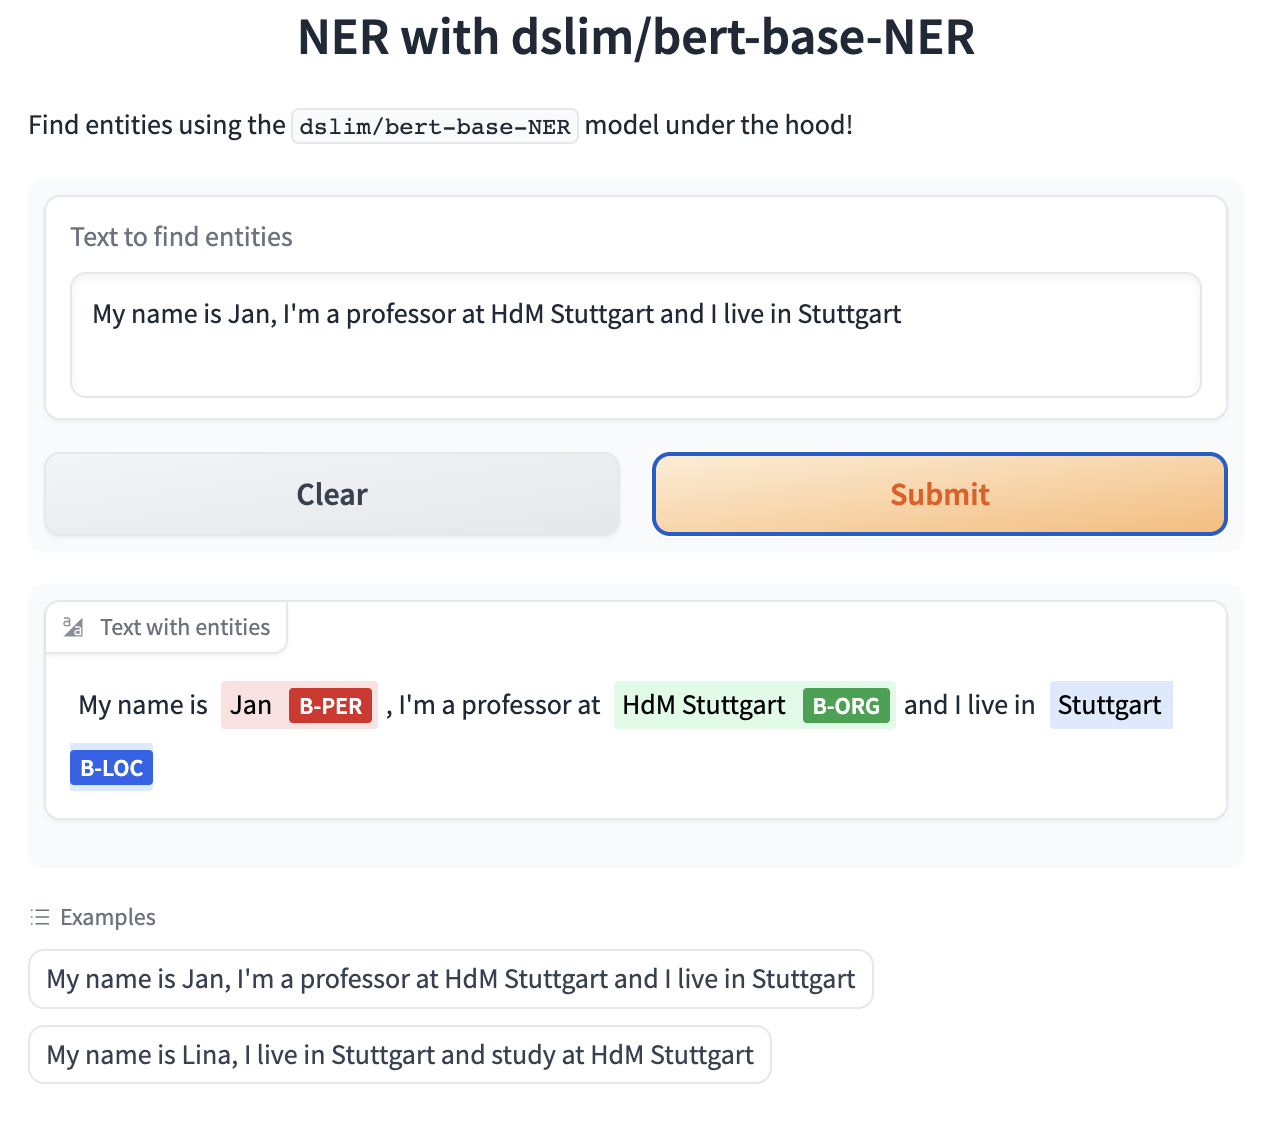 NER with dslim/bert-base-NER
Find entities using the dslim/bert-base-NER model under the hood!
Text to find entities
My name is Jan, I'm a professor at HdM Stuttgart and I live in Stuttgart
Clear
Submit
Text with entities
My name is Jan B-PER , I'm a professor at HdM Stuttgart B-ORG and I live in Stuttgart
B-LOC
Examples
My name is Jan, I'm a professor at HdM Stuttgart and I live in Stuttgart
My name is Lina, I live in Stuttgart and study at HdM Stuttgart